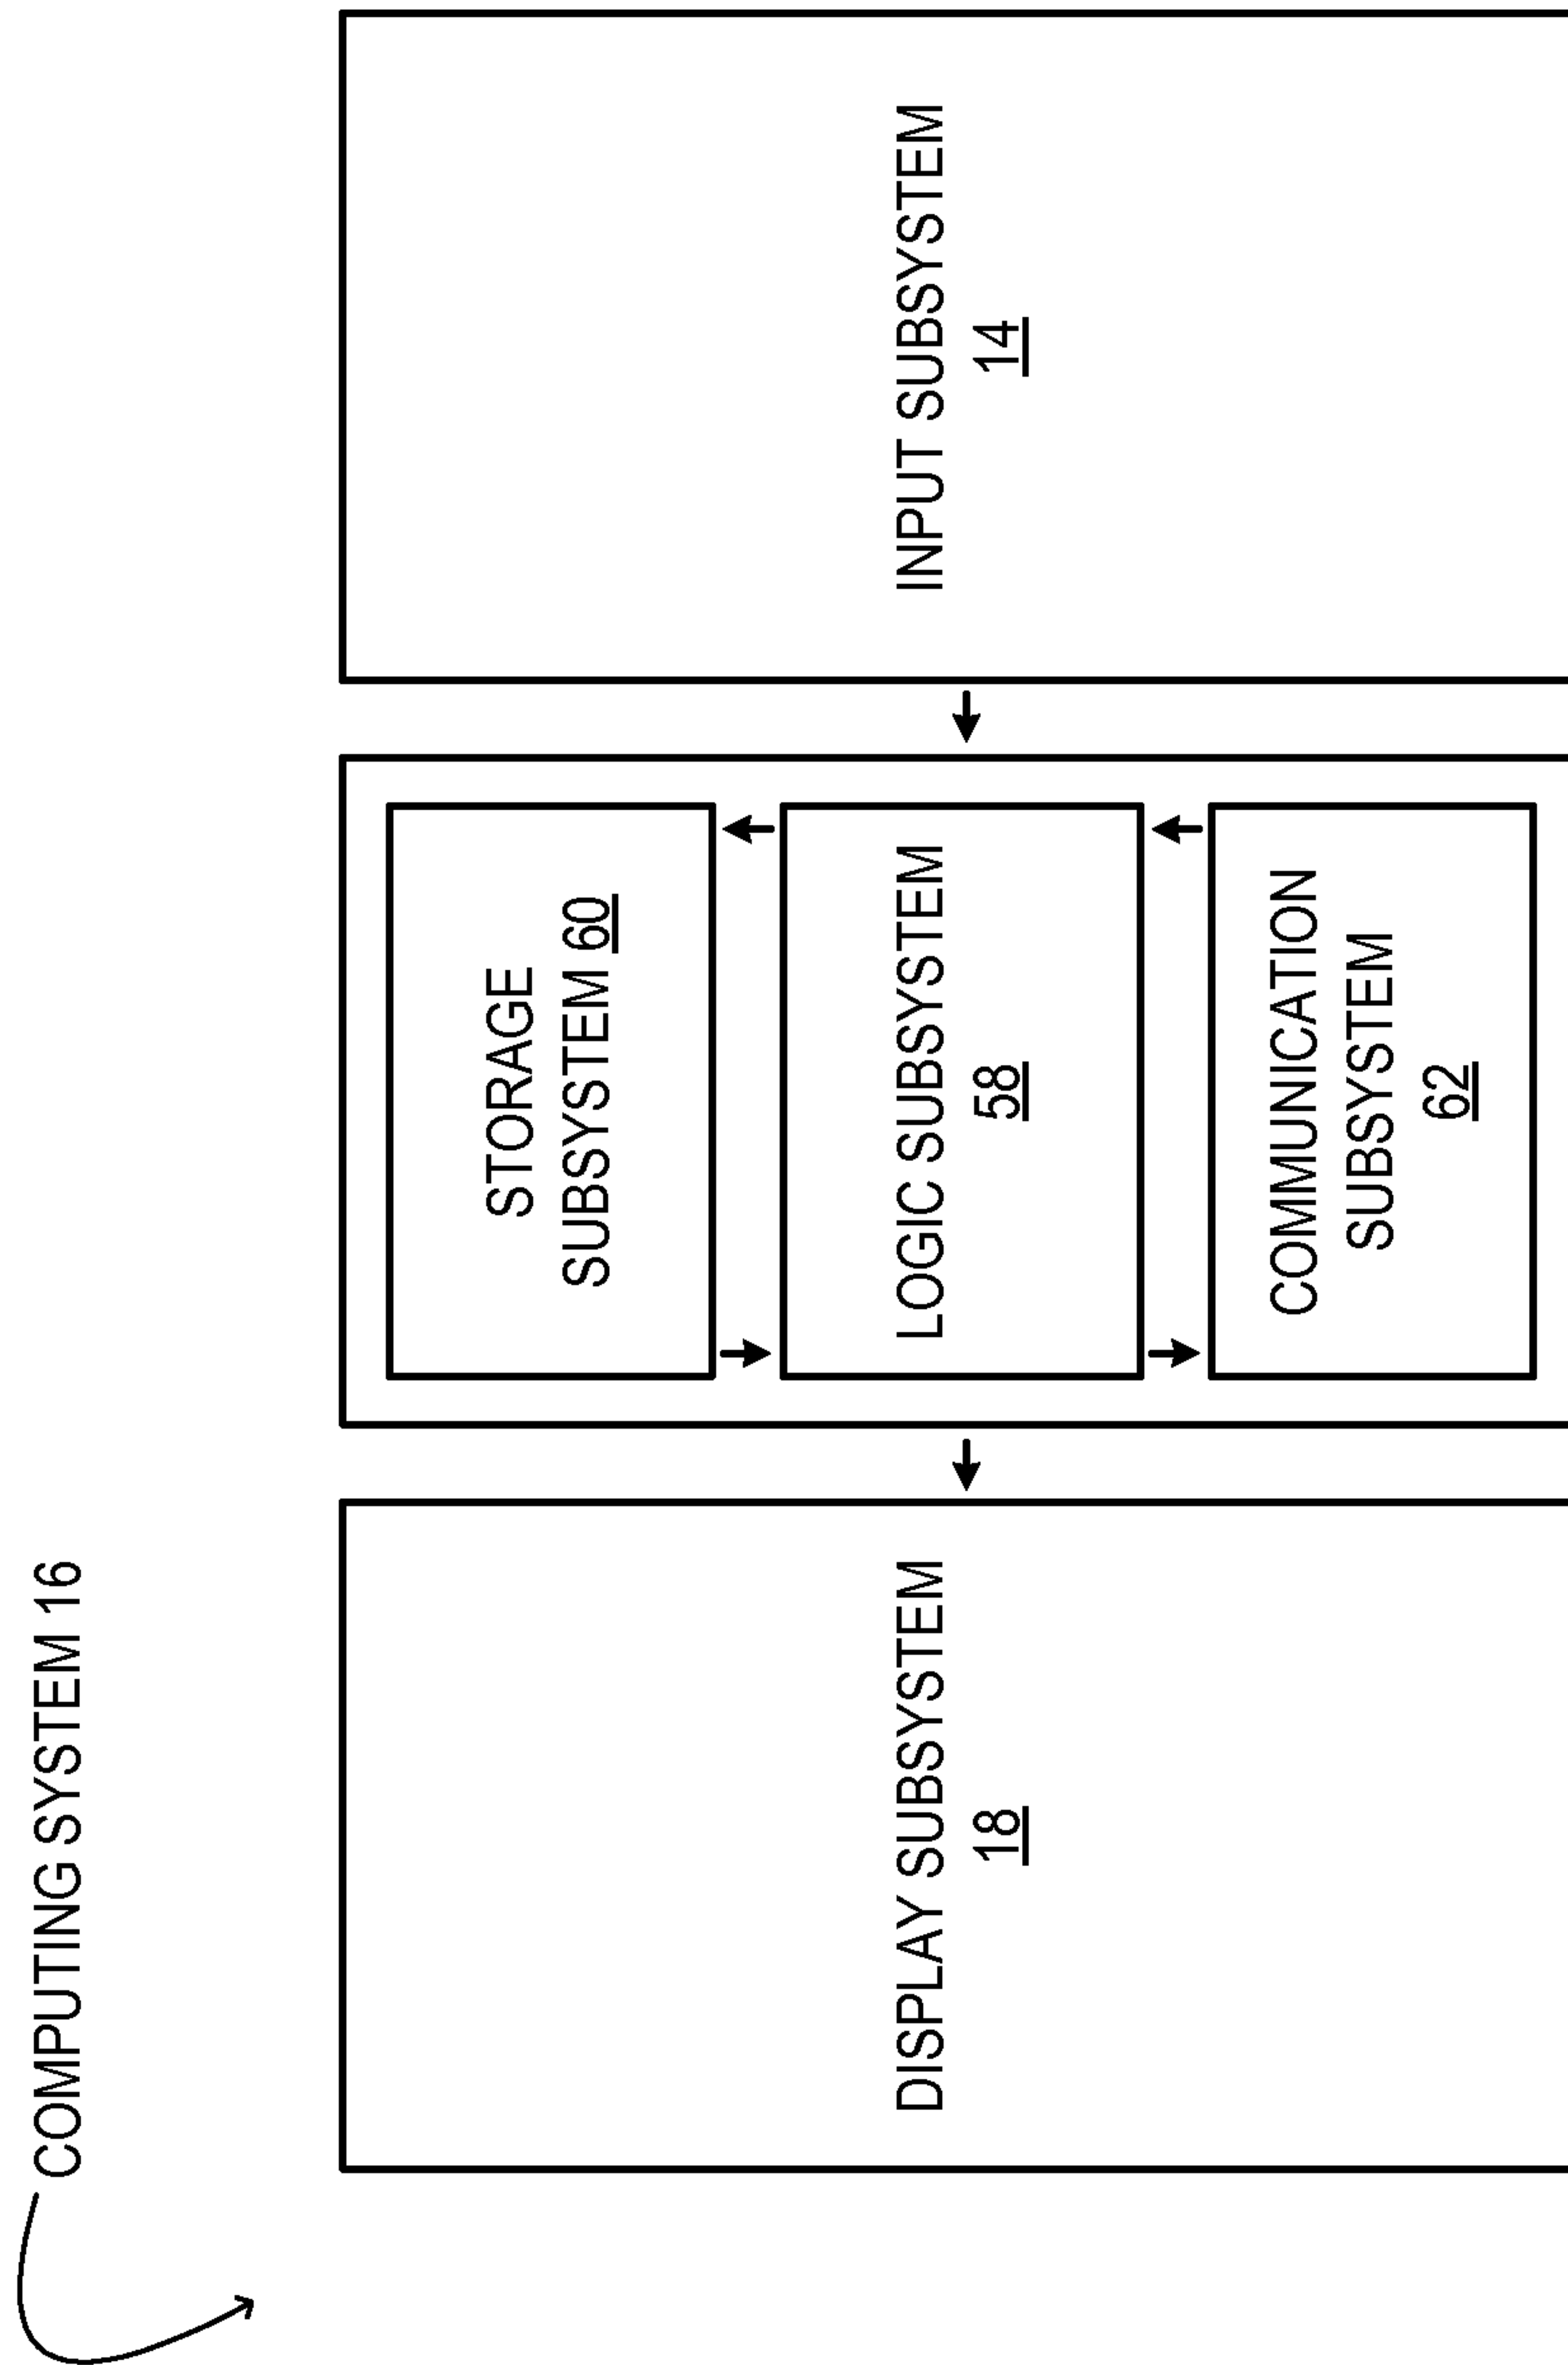 COMPUTING SYSTEM 16
DISPLAY SUBSYSTEM
18
STORAGE
SUBSYSTEM 60
LOGIC SUBSYSTEM
58
COMMUNICATION
SUBSYSTEM
62
INPUT SUBSYSTEM
14